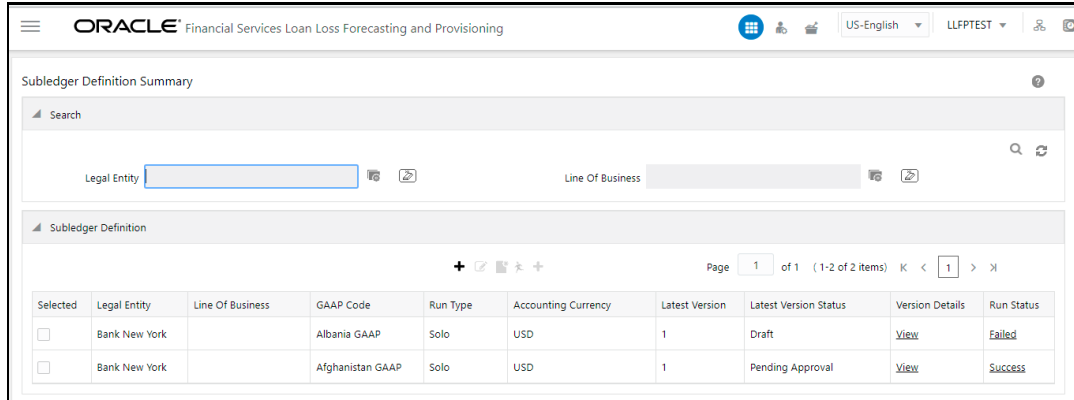 ORACLE® Financial Services Loan Loss Forecasting and Provisioning
US-English
LLFPTEST
Subledger Definition Summary
Search
Legal Entity
Line Of Business
Subledger Definition
Page 1 of 1 (1-2 of 2 items) 1
Selected Legal Entity Line Of Business GAAP Code Run Type Accounting Currency Latest Version Latest Version Status Version Details Run Status
Bank New York Albania GAAP Solo USD 1 Draft View Failed
Bank New York Afghanistan GAAP Solo USD 1 Pending Approval View Success